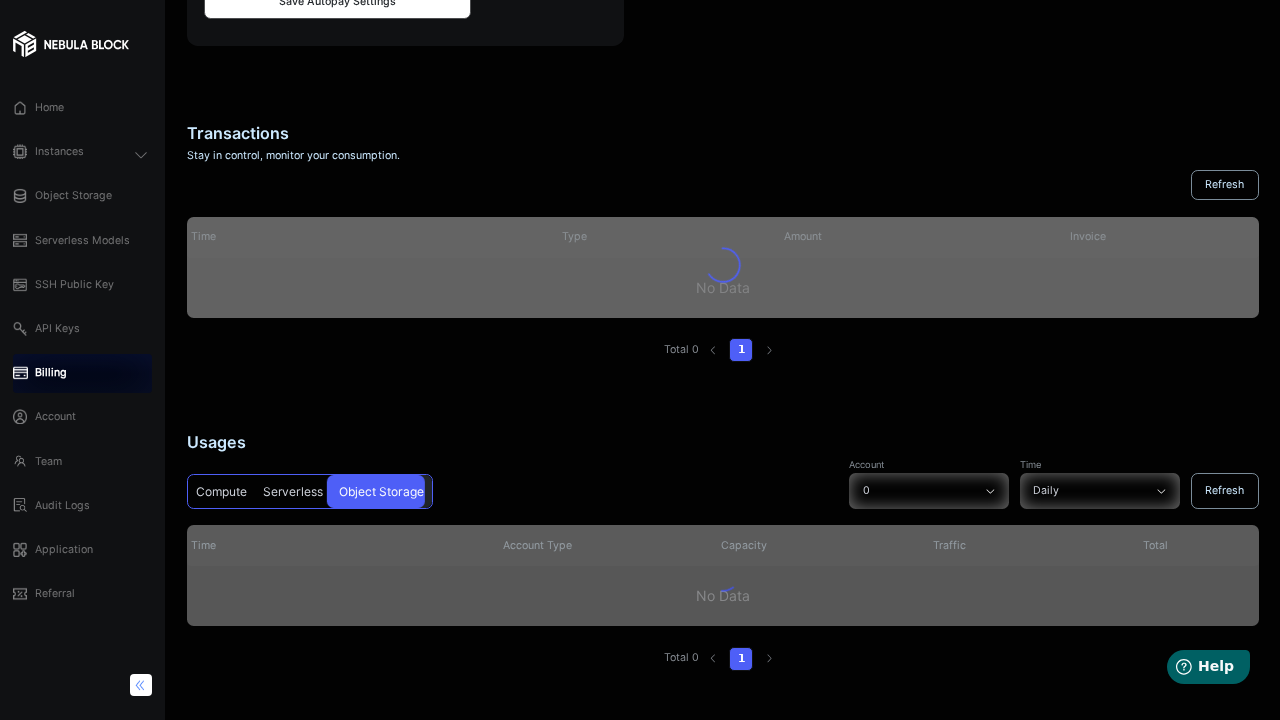 Save Autopay Settings
NEBULA BLOCK
Home
Instances
Object Storage
Serverless Models
SSH Public Key
API Keys
Billing
Account
Team
Audit Logs
Application
Referral
Transactions
Stay in control, monitor your consumption.
Refresh
Time Type Amount Invoice
No Data
Total 0 1
Usages
Compute Serverless Object Storage
Account Time
0 Daily Refresh
Time Account Type Capacity Traffic Total
No Data
Total 0 1
Help